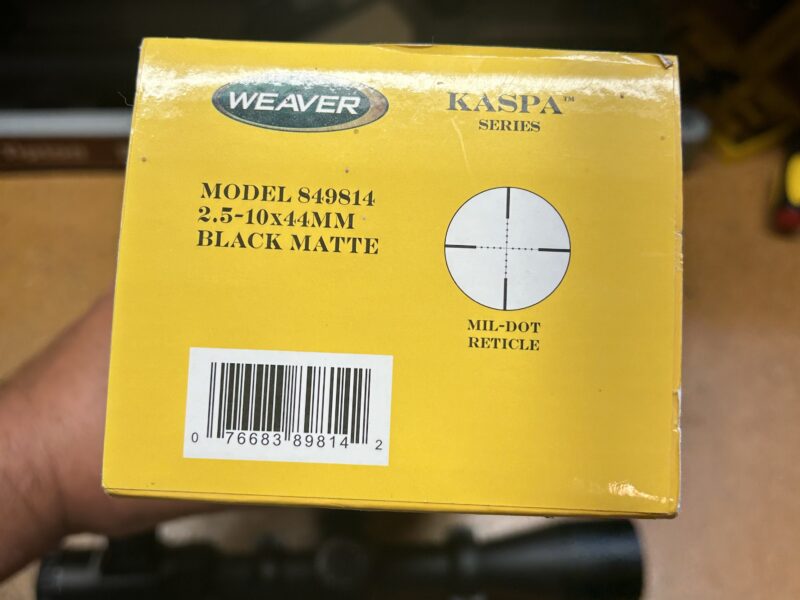 WEAVER®
KASPA™
SERIES
MODEL 849814
2.5-10X44MM
BLACK MATTE
MIL-DOT
RETICLE
0 76683 89814 2